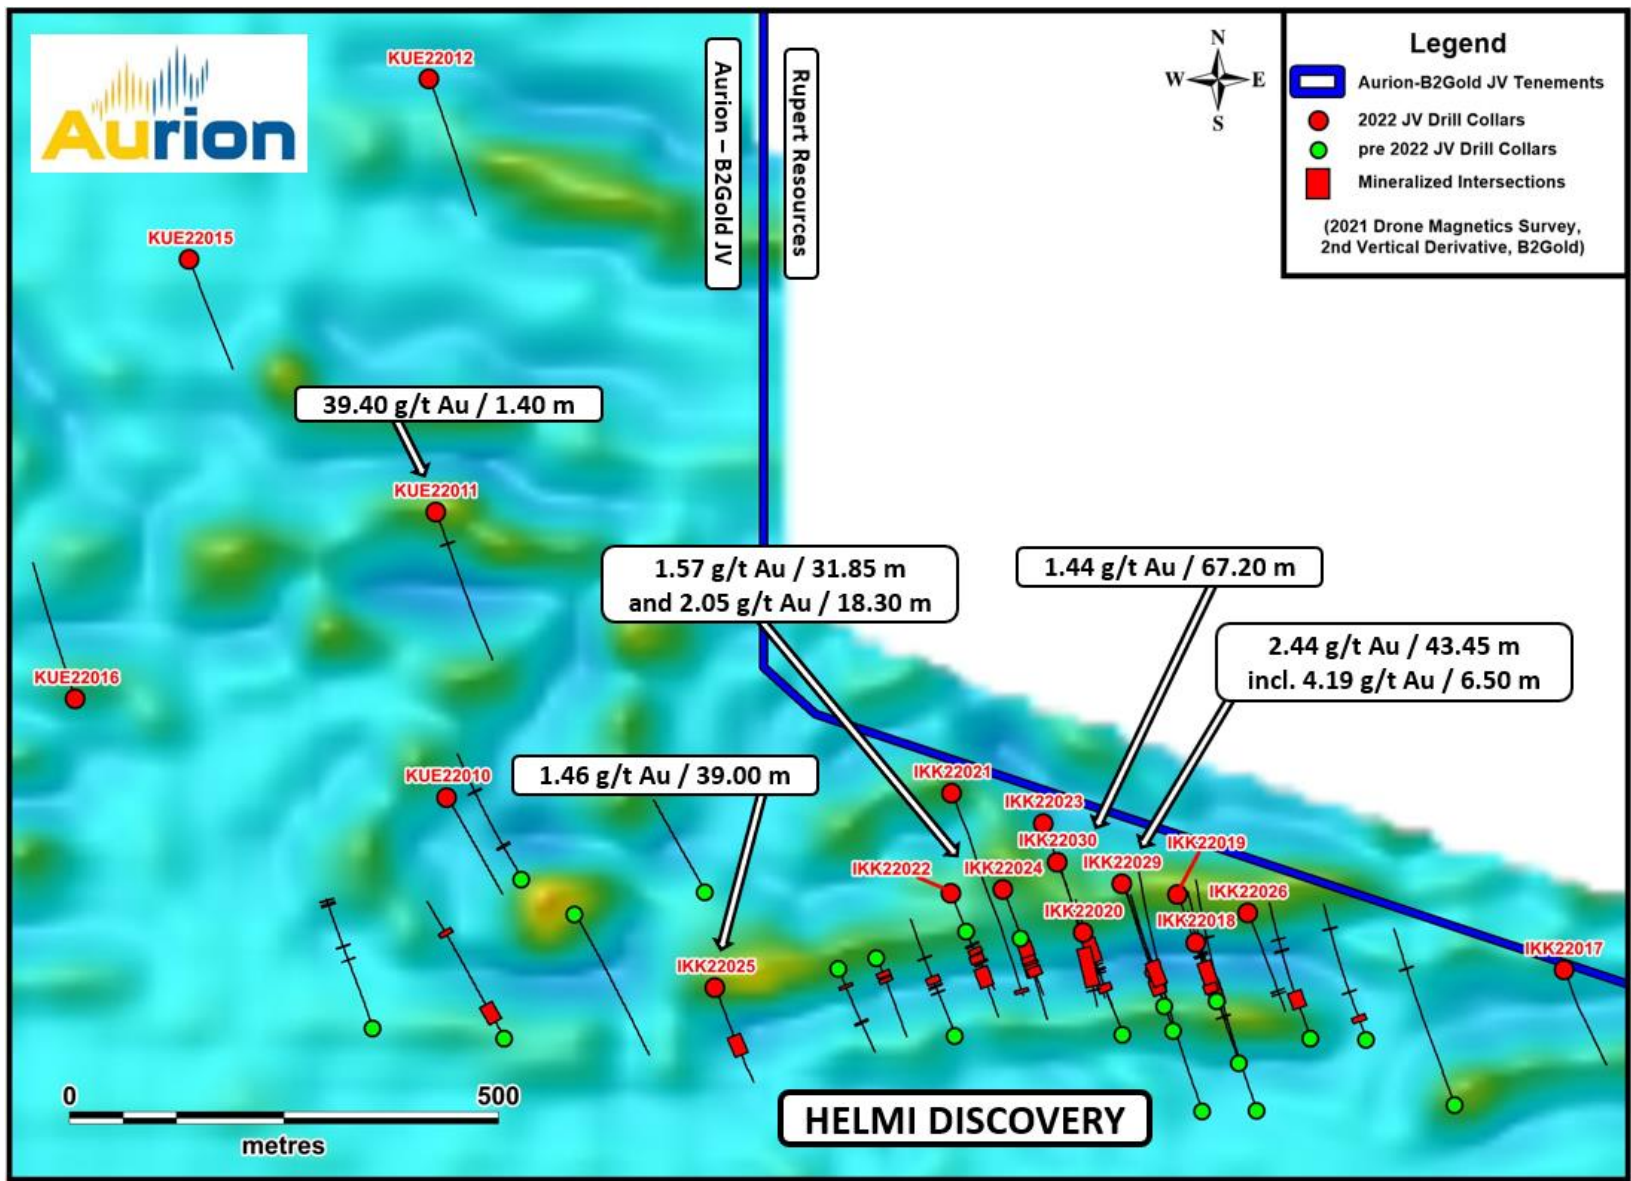 Aurion
KUE22012
KUE22015
Aurion – B2Gold JV
Rupert Resources
N
W E
S
Legend
Aurion-B2Gold JV Tenements
2022 JV Drill Collars
pre 2022 JV Drill Collars
Mineralized Intersections
(2021 Drone Magnetics Survey,
2nd Vertical Derivative, B2Gold)
39.40 g/t Au / 1.40 m
KUE22011
1.57 g/t Au / 31.85 m
and 2.05 g/t Au / 18.30 m
1.44 g/t Au / 67.20 m
2.44 g/t Au / 43.45 m
incl. 4.19 g/t Au / 6.50 m
KUE22016
KUE22010
1.46 g/t Au / 39.00 m
IKK22021
IKK22023
IKK22030
IKK22019
IKK22022
IKK22024
IKK22029
IKK22026
IKK22020
IKK22018
IKK22025
IKK22017
0 500
metres
HELMI DISCOVERY